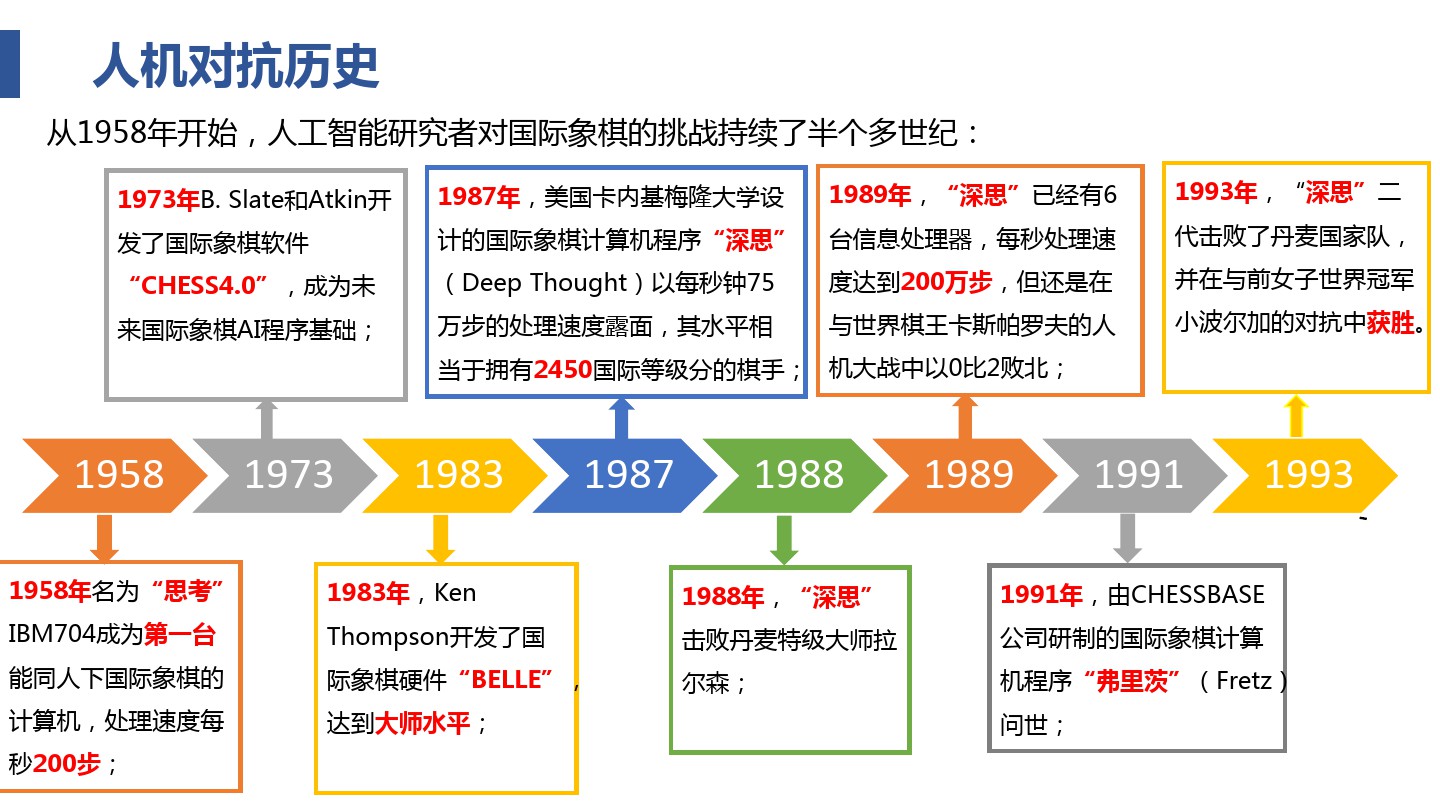 人机对抗历史
从1958年开始，人工智能研究者对国际象棋的挑战持续了半个多世纪：
1973年B. Slate和Atkin开
发了国际象棋软件
“CHESS4.0”，成为未
来国际象棋AI程序基础；
1987年，美国卡内基梅隆大学设
计的国际象棋计算机程序“深思”
（Deep Thought）以每秒钟75
万步的处理速度露面，其水平相
当于拥有2450国际等级分的棋手；
1989年，“深思”已经有6
台信息处理器，每秒处理速
度达到200万步，但还是在
与世界棋王卡斯帕罗夫的人
机大战中以0比2败北；
1993年，“深思”二
代击败了丹麦国家队，
并在与前女子世界冠军
小波尔加的对抗中获胜。
1958 1973 1983 1987 1988 1989 1991 1993
1958年名为“思考”
IBM704成为第一台
能同人下国际象棋的
计算机，处理速度每
秒200步；
1983年，Ken
Thompson开发了国
际象棋硬件“BELLE”，
达到大师水平；
1988年，“深思”
击败丹麦特级大师拉
尔森；
1991年，由CHESSBASE
公司研制的国际象棋计算
机程序“弗里茨”（Fretz）
问世；